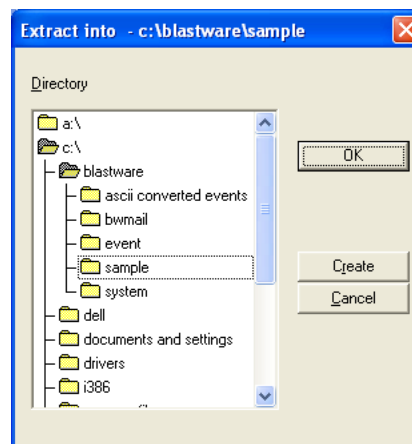 Extract into - c:\blastware\sample
Directory
a:\
c:\
blastware
ascii converted events
bwmail
event
sample
system
dell
documents and settings
drivers
i386
OK
Create
Cancel